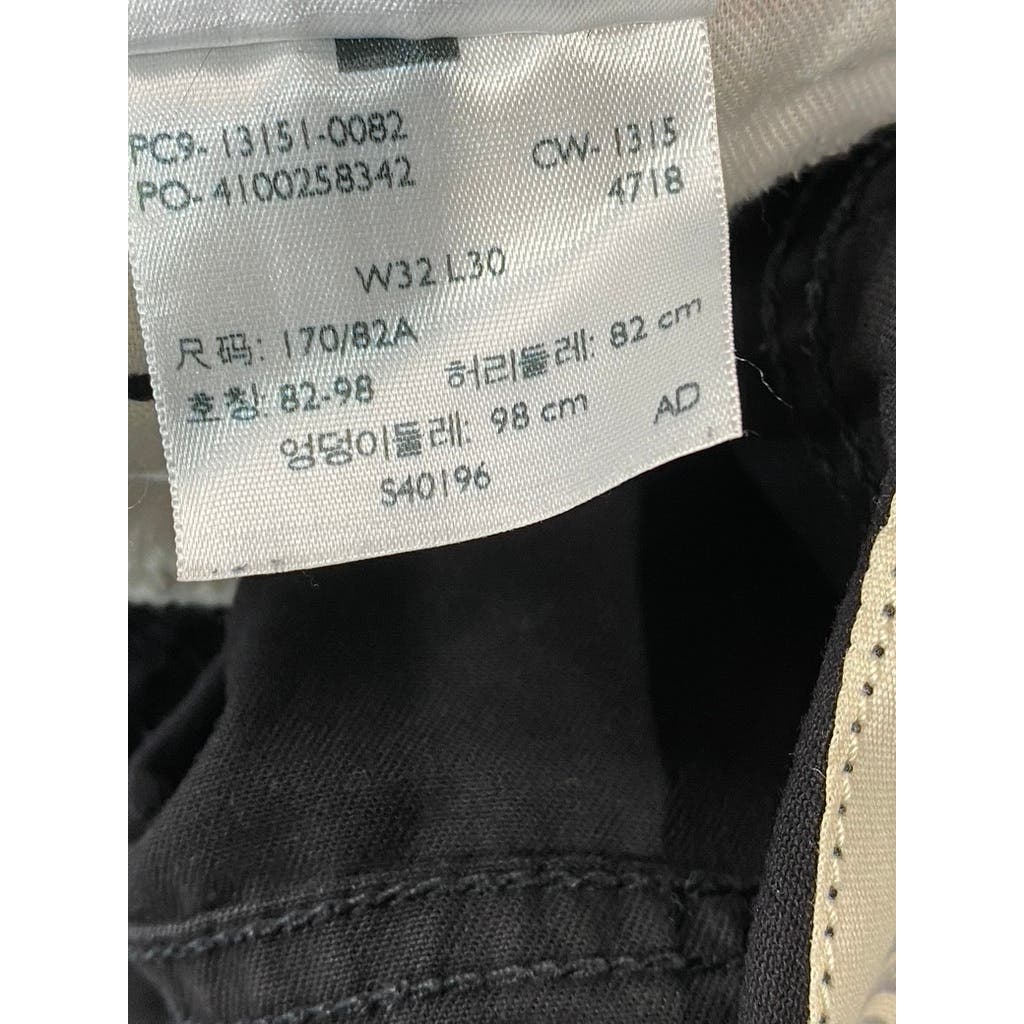 PC9-13151-0082
CW-1315
PO-4100258342
4718
W32 L30
尺码: 170/82A
호칭: 82-98
허리둘레: 82 cm
엉덩이둘레: 98 cm
AD
S40196